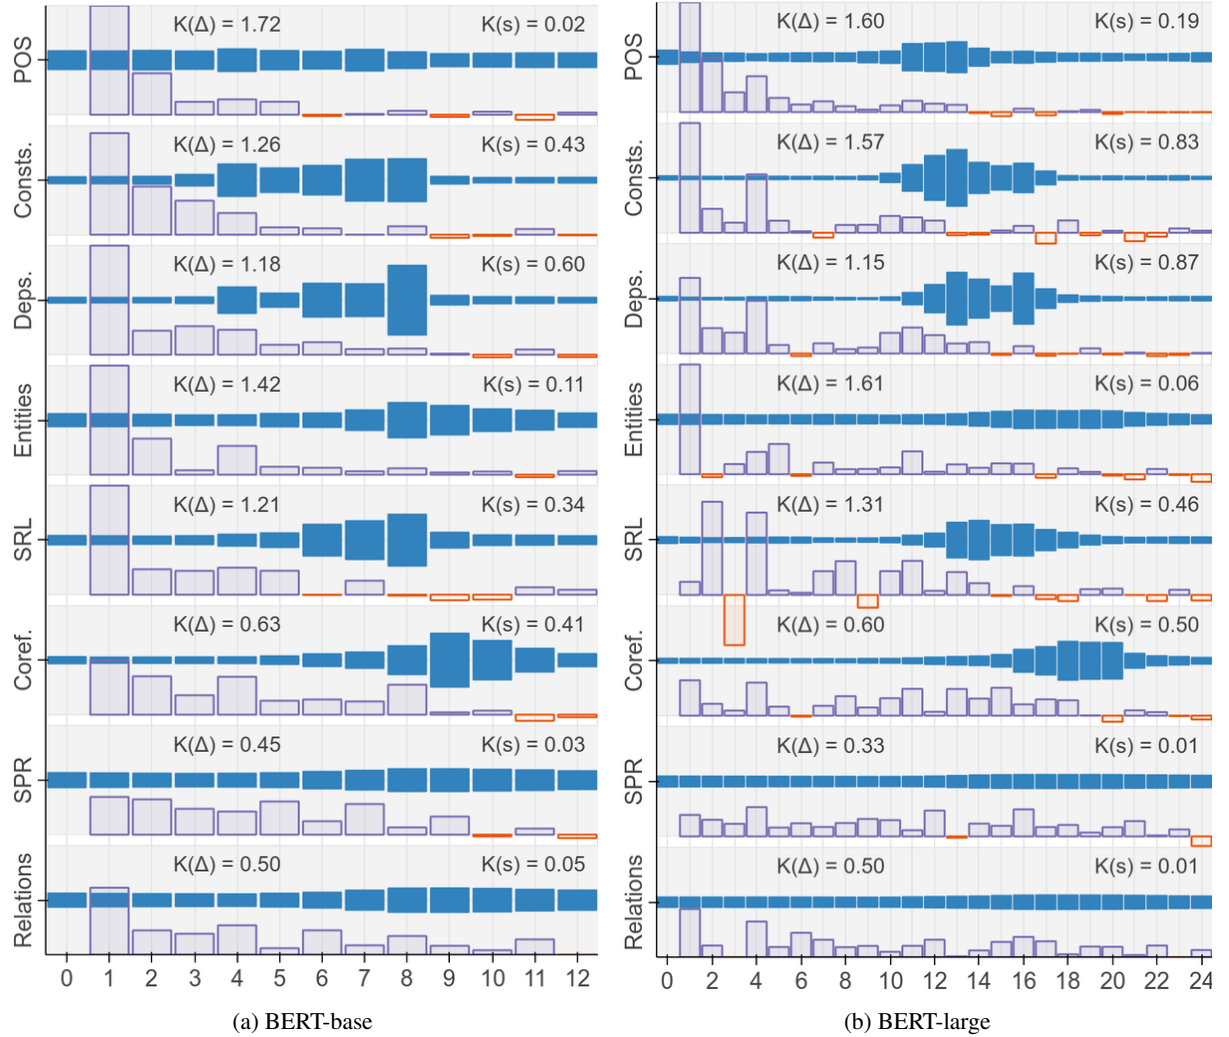 POS
K(Δ) = 1.72
K(s) = 0.02
Consts.
K(Δ) = 1.26
K(s) = 0.43
Deps.
K(Δ) = 1.18
K(s) = 0.60
Entities
K(Δ) = 1.42
K(s) = 0.11
SRL
K(Δ) = 1.21
K(s) = 0.34
Coref.
K(Δ) = 0.63
K(s) = 0.41
SPR
K(Δ) = 0.45
K(s) = 0.03
Relations
K(Δ) = 0.50
K(s) = 0.05
0 1 2 3 4 5 6 7 8 9 10 11 12
(a) BERT-base
POS
K(Δ) = 1.60
K(s) = 0.19
Consts.
K(Δ) = 1.57
K(s) = 0.83
Deps.
K(Δ) = 1.15
K(s) = 0.87
Entities
K(Δ) = 1.61
K(s) = 0.06
SRL
K(Δ) = 1.31
K(s) = 0.46
Coref.
K(Δ) = 0.60
K(s) = 0.50
SPR
K(Δ) = 0.33
K(s) = 0.01
Relations
K(Δ) = 0.50
K(s) = 0.01
0 2 4 6 8 10 12 14 16 18 20 22 24
(b) BERT-large